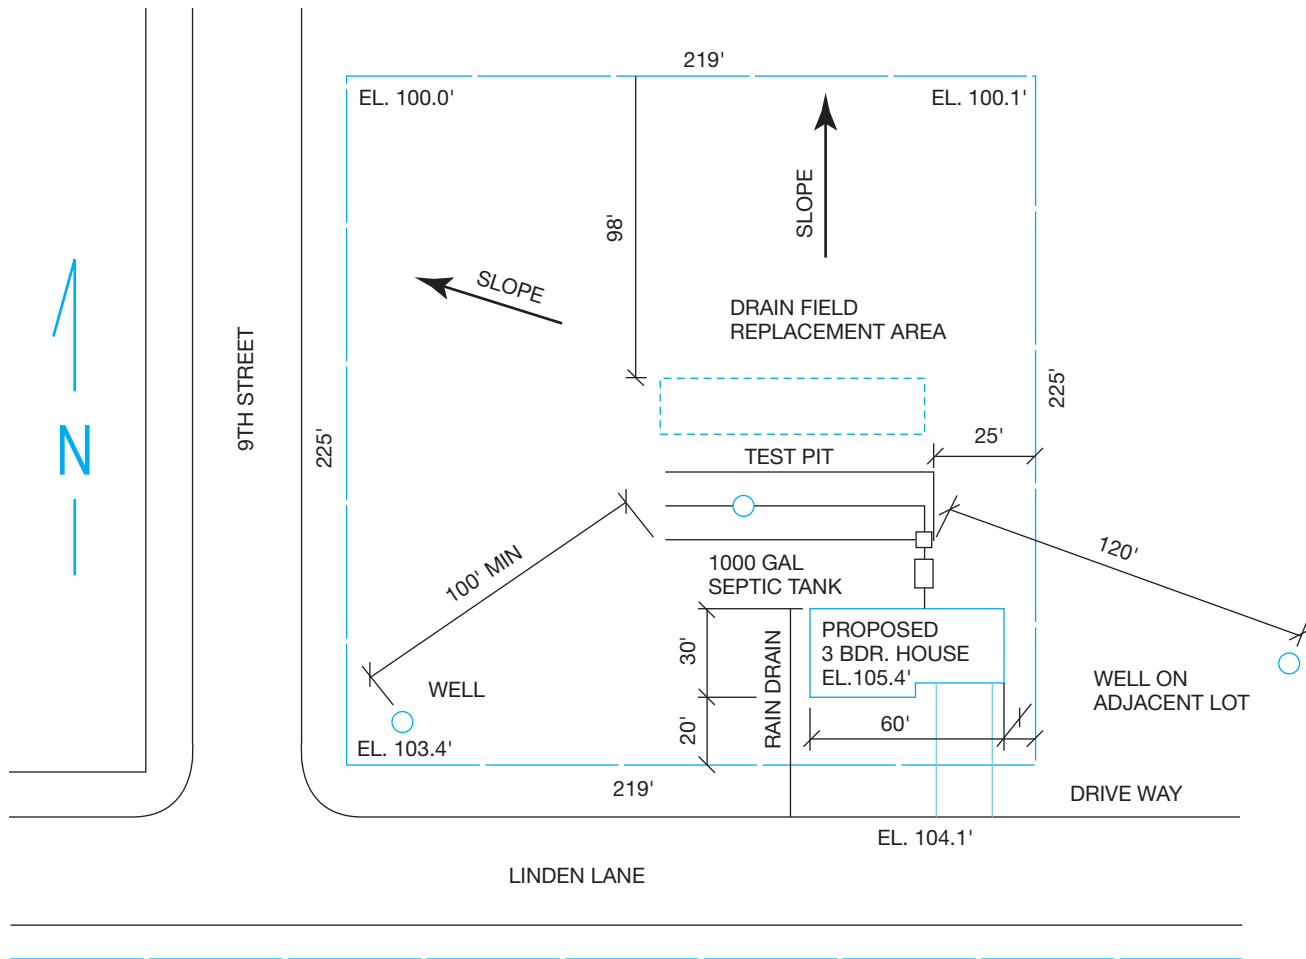 219'
EL. 100.0'
EL. 100.1'
SLOPE
98'
SLOPE
DRAIN FIELD
REPLACEMENT AREA
9TH STREET
225'
225'
N
25'
TEST PIT
100' MIN
120'
1000 GAL
SEPTIC TANK
30'
RAIN DRAIN
PROPOSED
3 BDR. HOUSE
EL.105.4'
WELL
WELL ON
ADJACENT LOT
20'
60'
EL. 103.4'
219'
DRIVE WAY
EL. 104.1'
LINDEN LANE